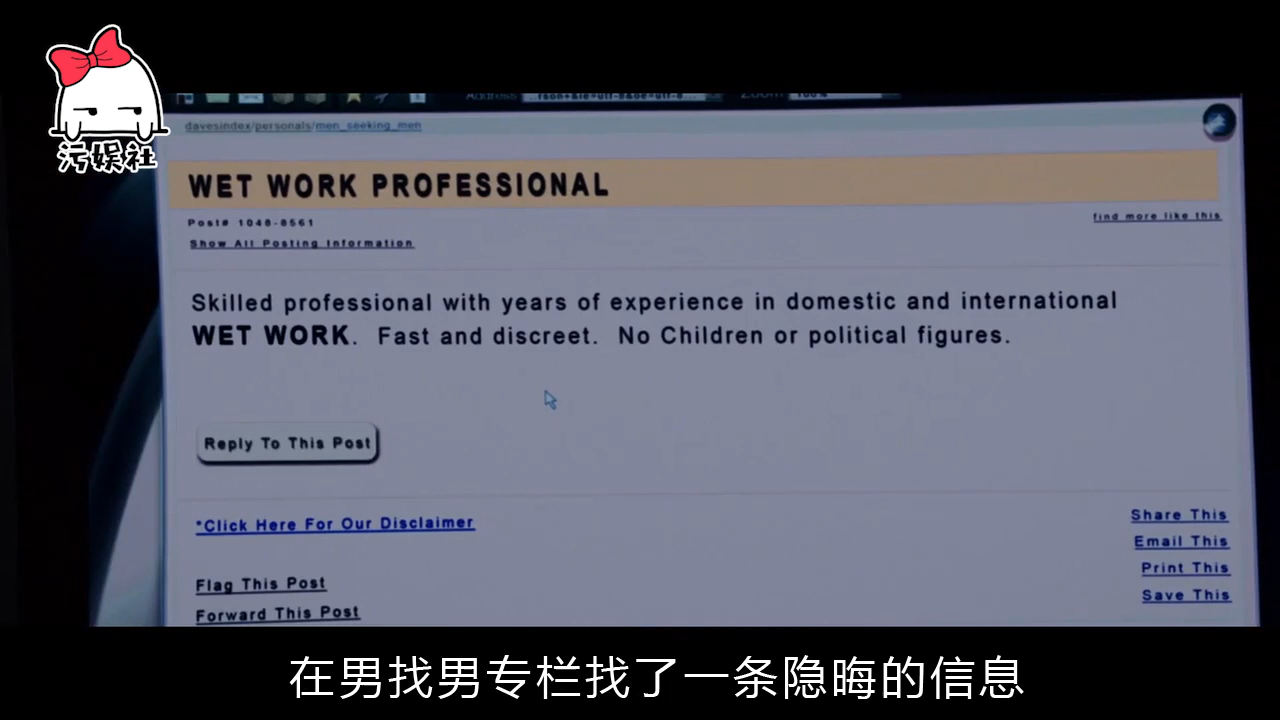 污娱社
davesindex/personals/men_seeking_men
WET WORK PROFESSIONAL
Post# 1048-8561
find more like this
Show All Posting Information
Skilled professional with years of experience in domestic and international
WET WORK. Fast and discreet. No Children or political figures.
Reply To This Post
*Click Here For Our Disclaimer
Share This
Email This
Flag This Post
Print This
Save This
Forward This Post
在男找男专栏找了一条隐晦的信息